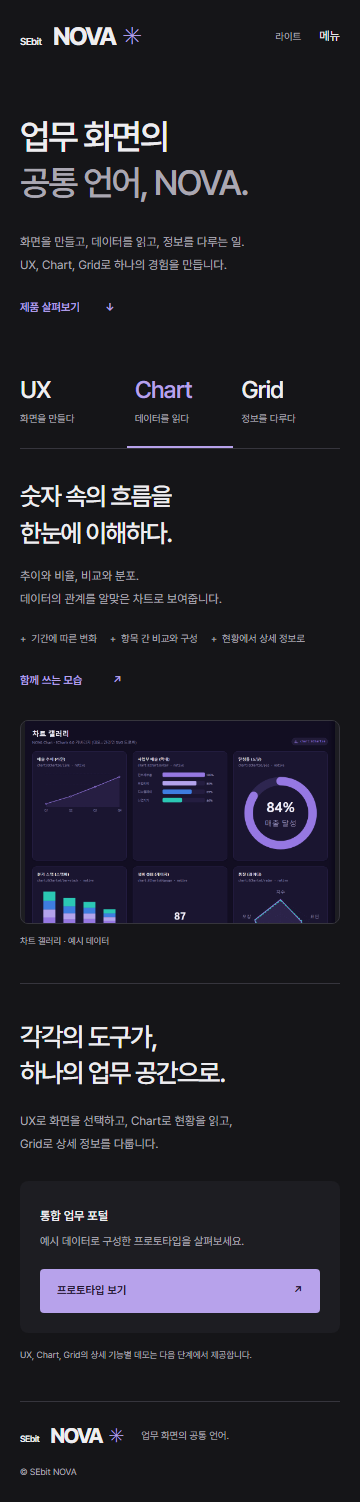 SEbit NOVA
라이트 메뉴
업무 화면의
공통 언어, NOVA.
화면을 만들고, 데이터를 읽고, 정보를 다루는 일.
UX, Chart, Grid로 하나의 경험을 만듭니다.
제품 살펴보기 ↓
UX Chart Grid
화면을 만들다 데이터를 읽다 정보를 다루다
숫자 속의 흐름을
한눈에 이해하다.
추이와 비율, 비교와 분포.
데이터의 관계를 알맞은 차트로 보여줍니다.
+ 기간에 따른 변화 + 항목 간 비교와 구성 + 현황에서 상세 정보로
함께 쓰는 모습 ↗
차트 갤러리
84%
매출 달성
87
차트 갤러리 · 예시 데이터
각각의 도구가,
하나의 업무 공간으로.
UX로 화면을 선택하고, Chart로 현황을 읽고,
Grid로 상세 정보를 다룹니다.
통합 업무 포털
예시 데이터로 구성한 프로토타입을 살펴보세요.
프로토타입 보기 ↗
UX, Chart, Grid의 상세 기능별 데모는 다음 단계에서 제공합니다.
SEbit NOVA 업무 화면의 공통 언어.
© SEbit NOVA